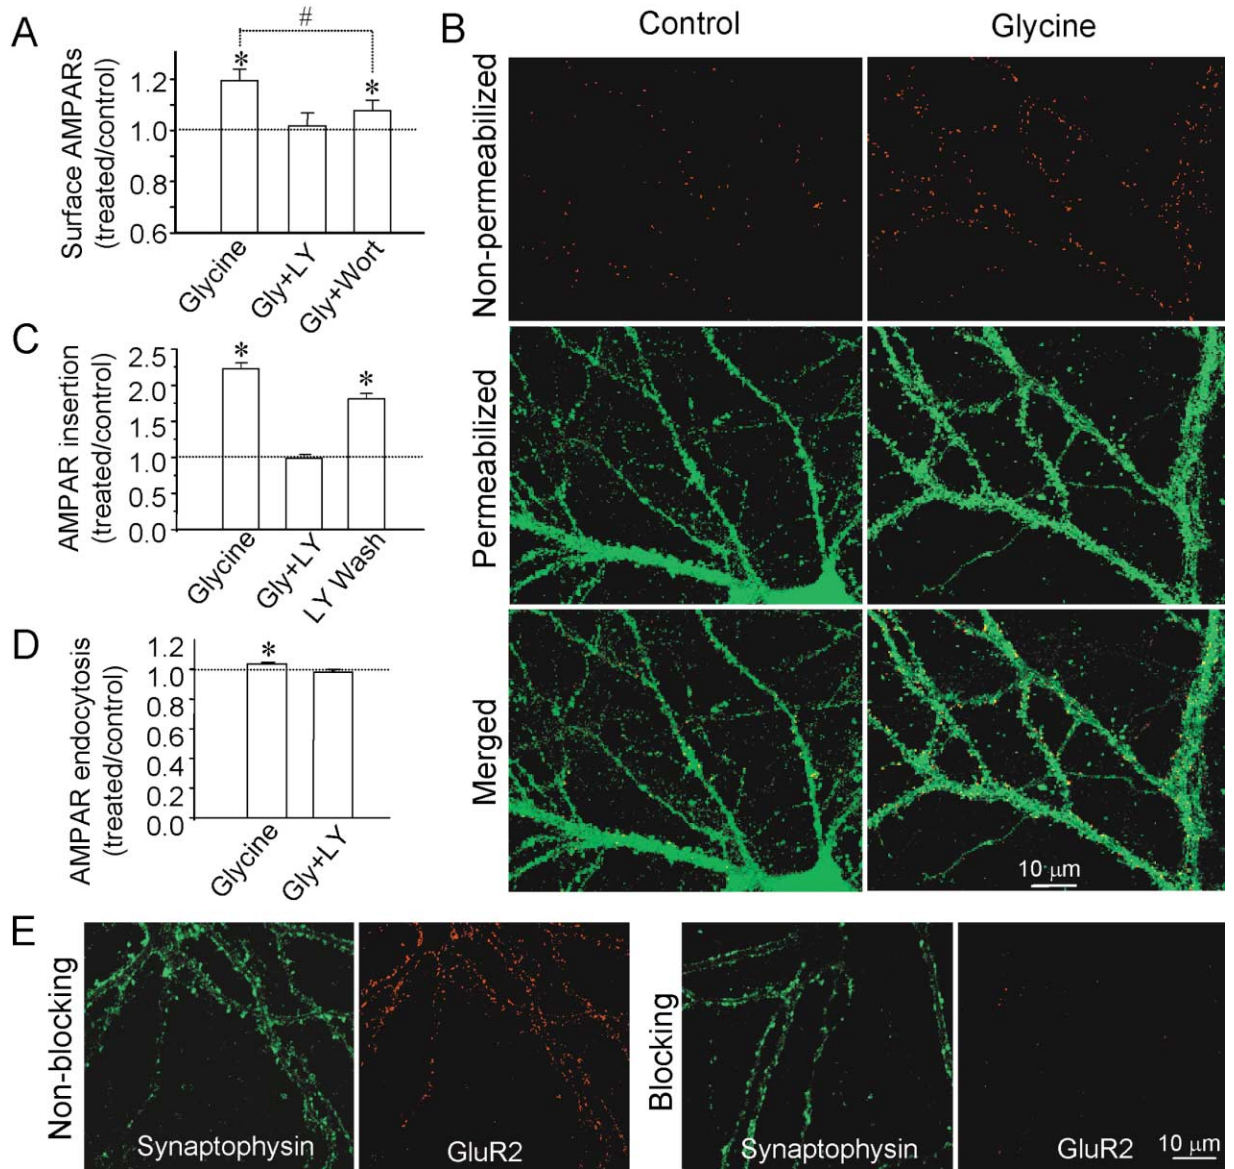 A
#
Surface AMPARs
(treated/control)
1.2
1.0
0.8
0.6
*
*
Glycine
Gly+LY
Gly+Wort
B
Control
Glycine
Non-permeabilized
Permeabilized
Merged
10 μm
C
AMPAR insertion
(treated/control)
2.5
2.0
1.5
1.0
0.5
0.0
*
*
Glycine
Gly+LY
LY Wash
D
AMPAR endocytosis
(treated/control)
1.2
1.0
0.8
0.6
0.4
0.2
0.0
*
Glycine
Gly+LY
E
Non-blocking
Synaptophysin
GluR2
Blocking
Synaptophysin
GluR2
10 μm